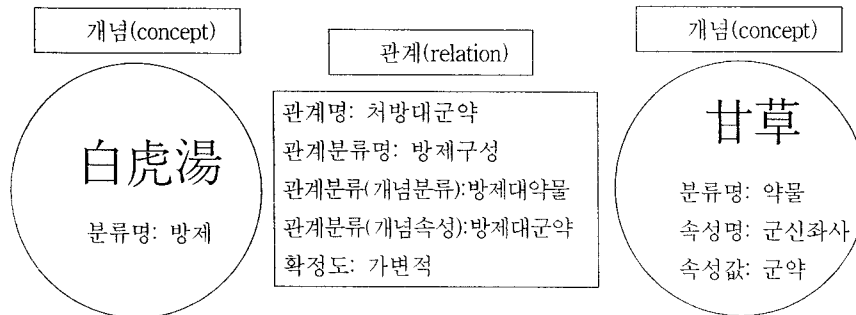 개념(concept)
白虎湯
분류명: 방제
관계(relation)
관계명: 처방대군약
관계분류명: 방제구성
관계분류(개념분류):방제대약물
관계분류(개념속성):방제대군약
확정도: 가변적
개념(concept)
甘草
분류명: 약물
속성명: 군신좌사
속성값: 군약